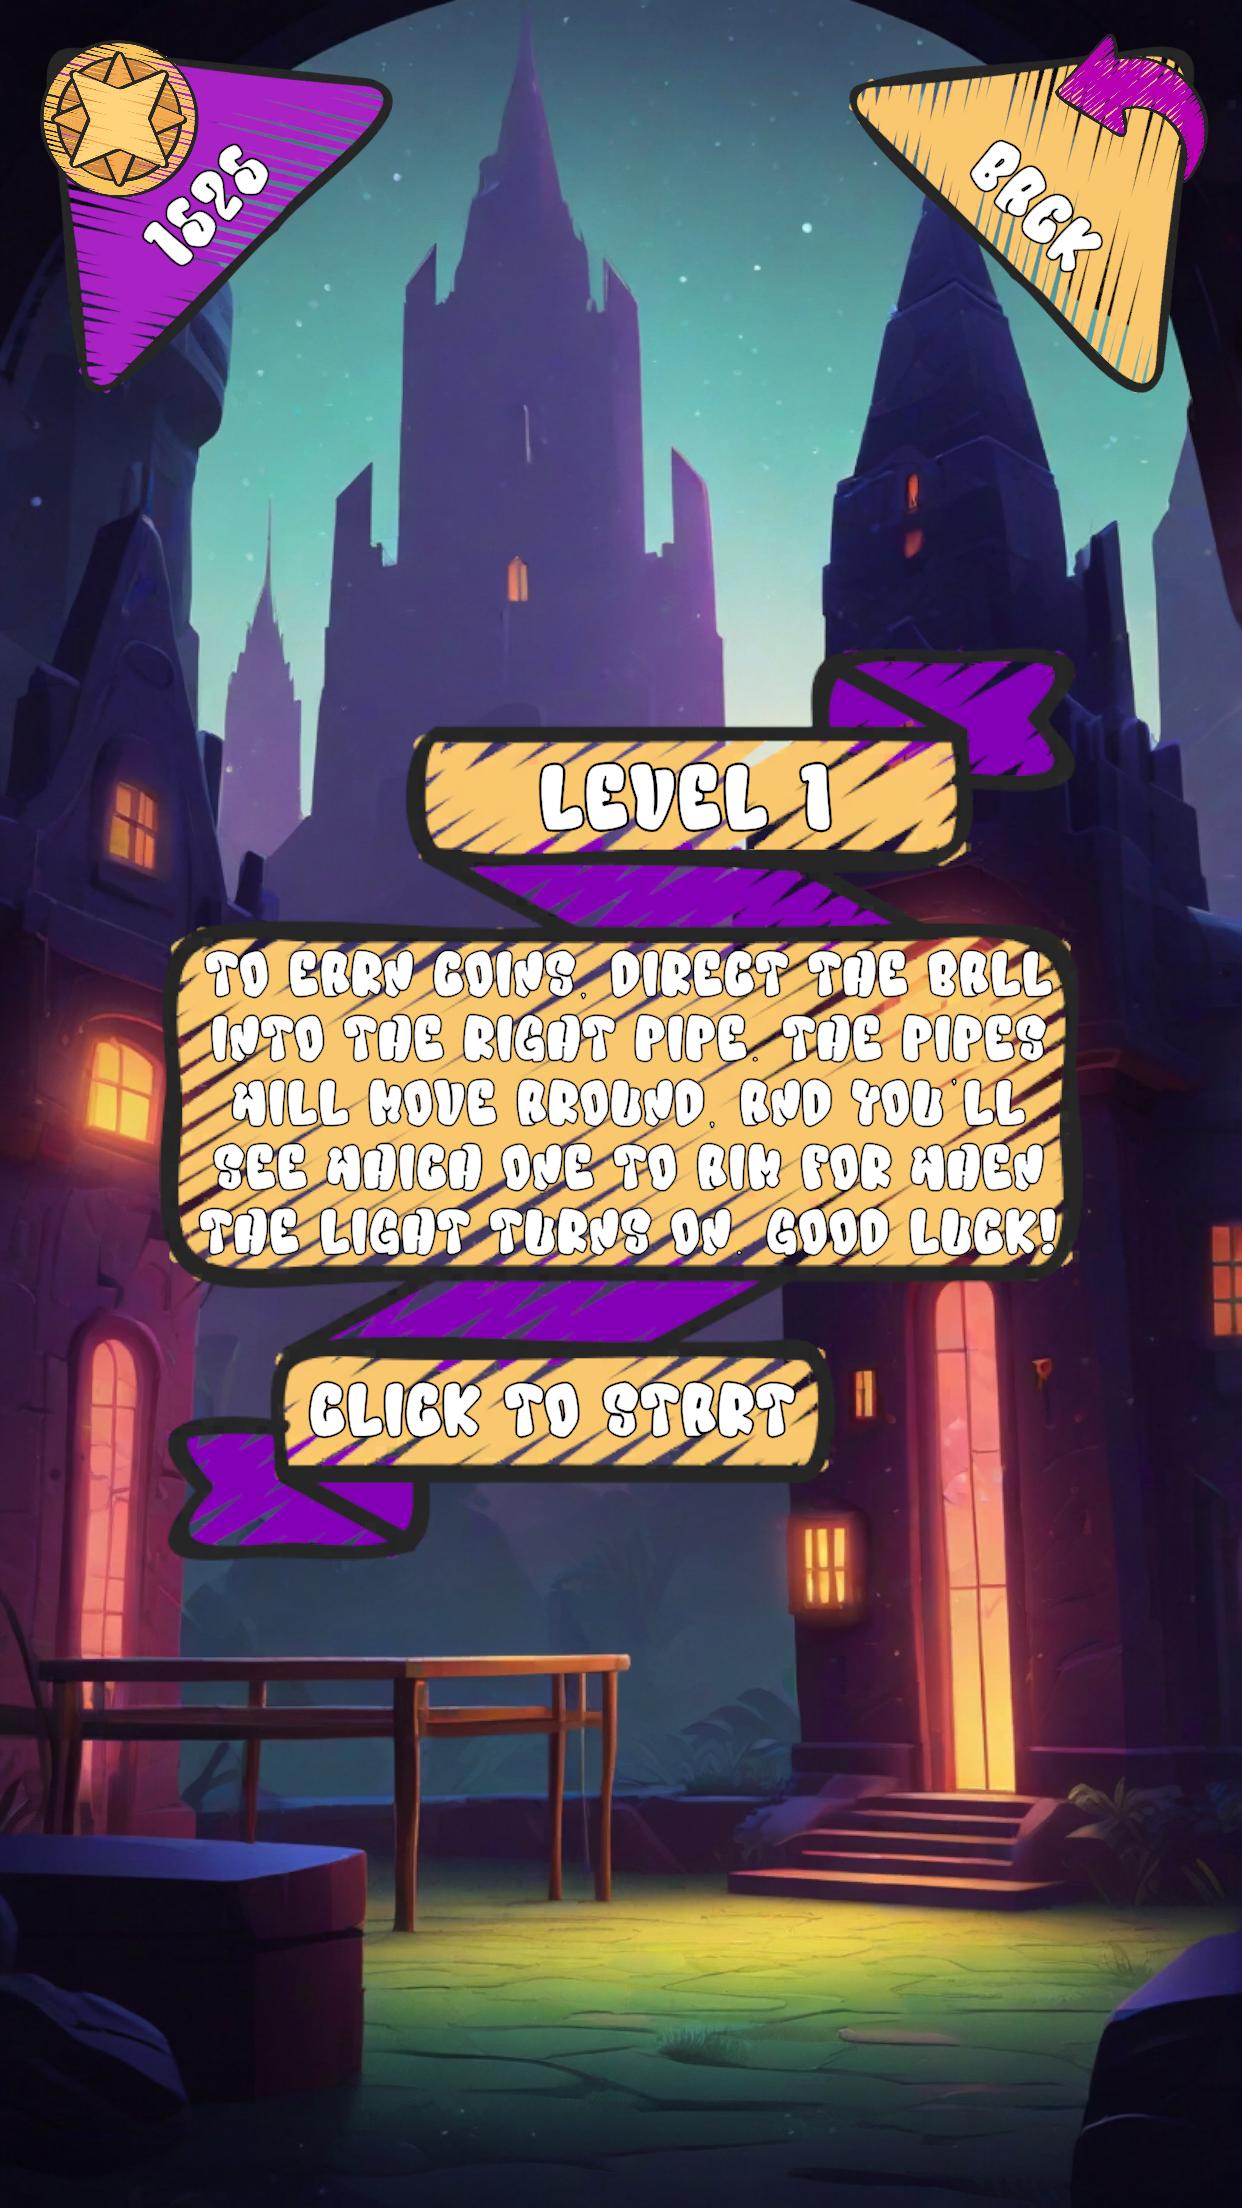 1525
BACK
LEVEL 1
TO EARN COINS, DIRECT THE BALL
INTO THE RIGHT PIPE. THE PIPES
WILL MOVE AROUND, AND YOU'LL
SEE WHICH ONE TO AIM FOR WHEN
THE LIGHT TURNS ON. GOOD LUCK!
CLICK TO START